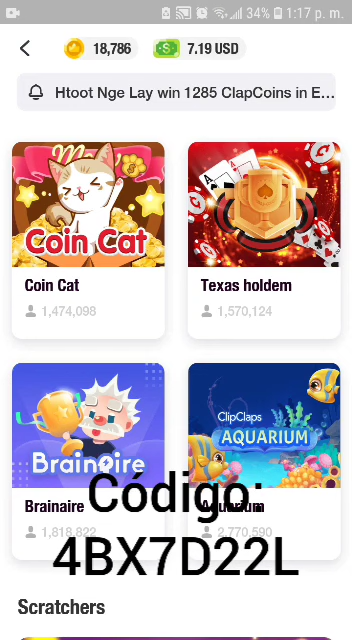 34% 1:17 p. m.
18,786 7.19 USD
Htoot Nge Lay win 1285 ClapCoins in E...
Coin Cat
Coin Cat Texas holdem
1,474,098 1,570,124
Brainaire
ClipClaps
AQUARIUM
Brainaire Aquarium
1,818,822 2,770,590
Código:
4BX7D22L
Scratchers